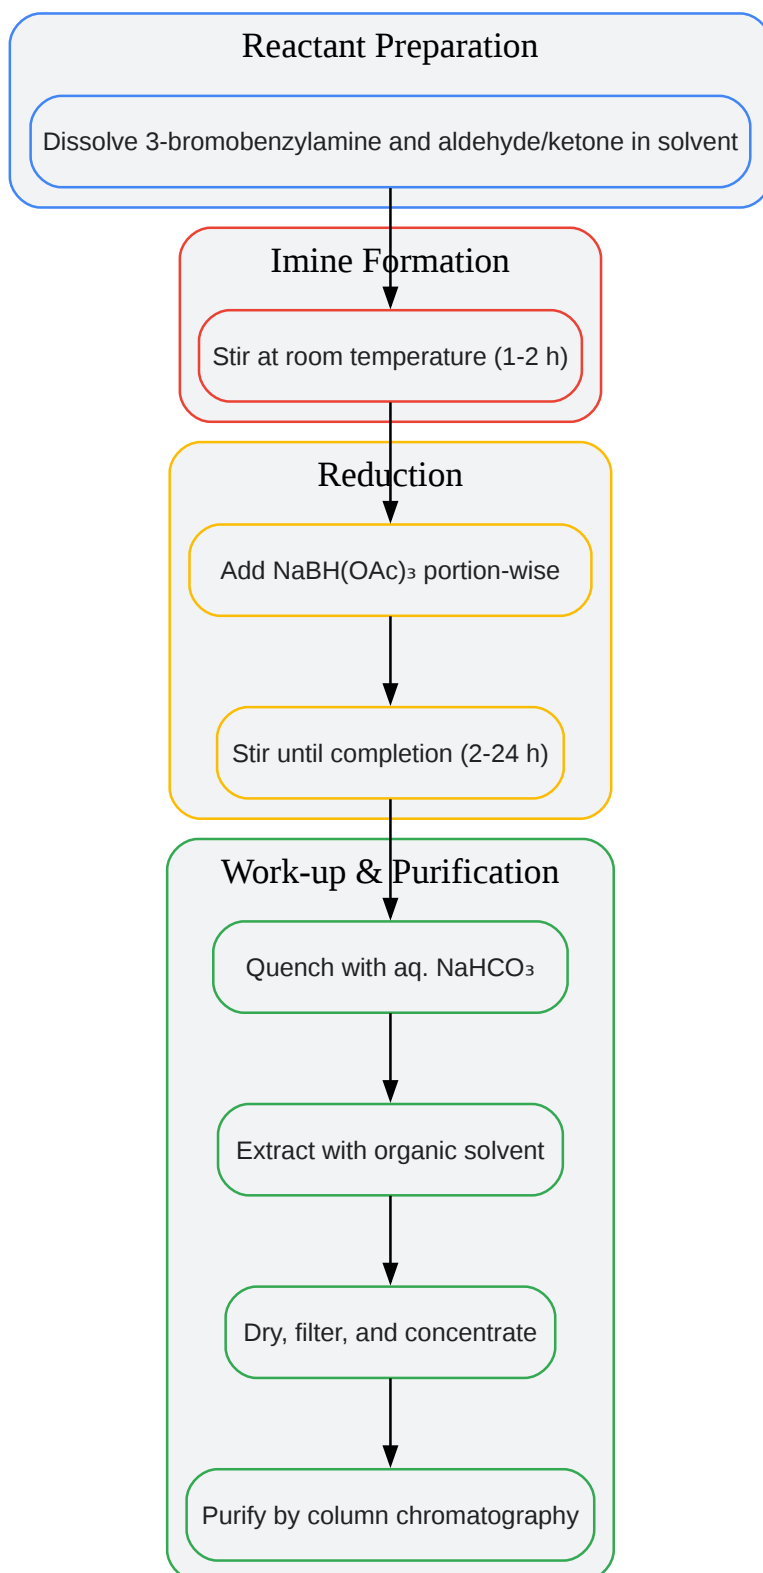 Reactant Preparation
Dissolve 3-bromobenzylamine and aldehyde/ketone in solvent
Imine Formation
Stir at room temperature (1-2 h)
Reduction
Add NaBH(OAc)₃ portion-wise
Stir until completion (2-24 h)
Work-up & Purification
Quench with aq. NaHCO₃
Extract with organic solvent
Dry, filter, and concentrate
Purify by column chromatography